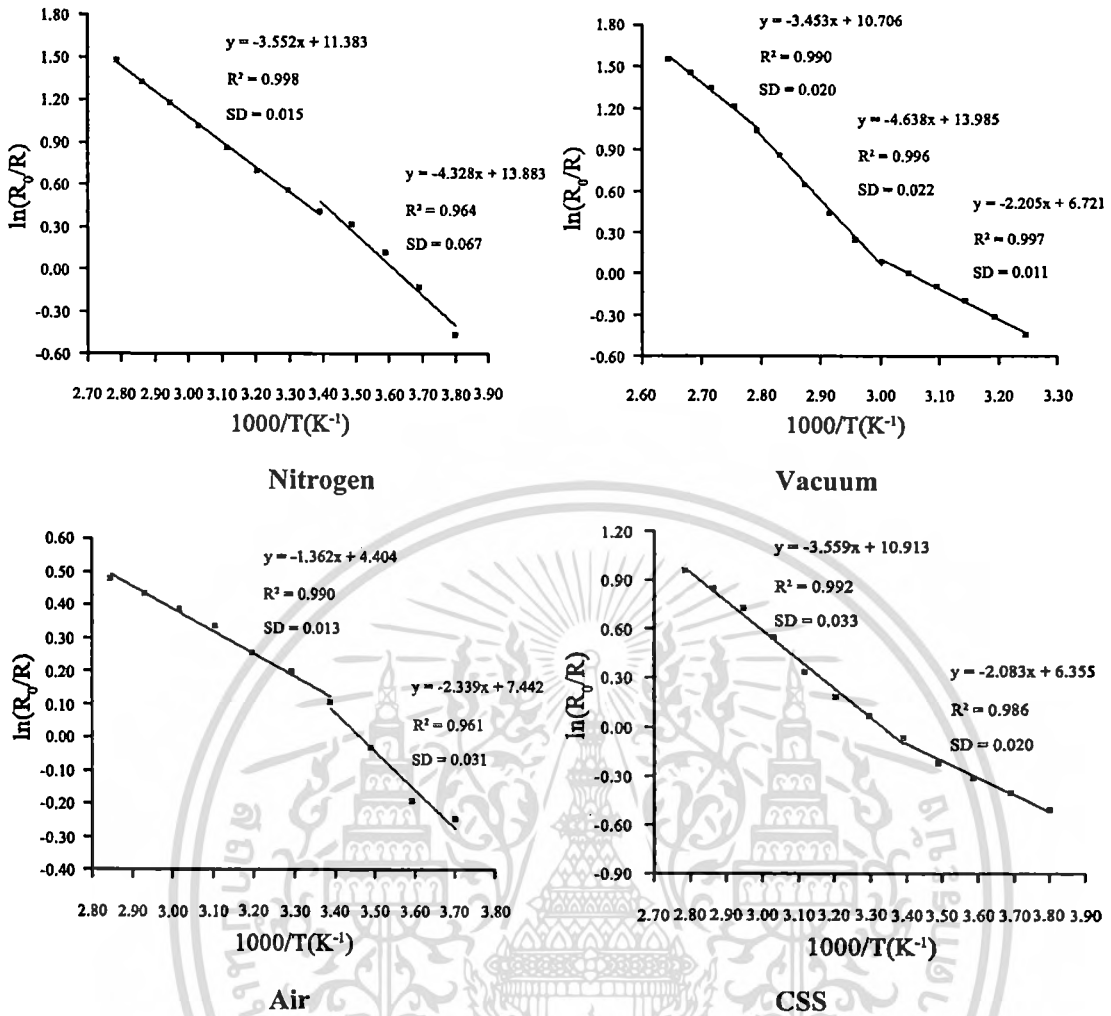 y = -3.552x + 11.383
R² = 0.998
SD = 0.015
y = -4.328x + 13.883
R² = 0.964
SD = 0.067
ln(R₀/R)
1.80
1.50
1.20
0.90
0.60
0.30
0.00
-0.30
-0.60
2.70 2.80 2.90 3.00 3.10 3.20 3.30 3.40 3.50 3.60 3.70 3.80 3.90
1000/T(K⁻¹)
Nitrogen
y = -3.453x + 10.706
R² = 0.990
SD = 0.020
y = -4.638x + 13.985
R² = 0.996
SD = 0.022
y = -2.205x + 6.721
R² = 0.997
SD = 0.011
ln(R₀/R)
1.80
1.50
1.20
0.90
0.60
0.30
0.00
-0.30
-0.60
2.60 2.70 2.80 2.90 3.00 3.10 3.20 3.30
1000/T(K⁻¹)
Vacuum
y = -1.362x + 4.404
R² = 0.990
SD = 0.013
y = -2.339x + 7.442
R² = 0.961
SD = 0.031
ln(R₀/R)
0.60
0.50
0.40
0.30
0.20
0.10
0.00
-0.10
-0.20
-0.30
-0.40
2.80 2.90 3.00 3.10 3.20 3.30 3.40 3.50 3.60 3.70 3.80
1000/T(K⁻¹)
Air
y = -3.559x + 10.913
R² = 0.992
SD = 0.033
y = -2.083x + 6.355
R² = 0.986
SD = 0.020
ln(R₀/R)
1.20
0.90
0.60
0.30
0.00
-0.30
-0.60
-0.90
2.70 2.80 2.90 3.00 3.10 3.20 3.30 3.40 3.50 3.60 3.70 3.80 3.90
1000/T(K⁻¹)
CSS